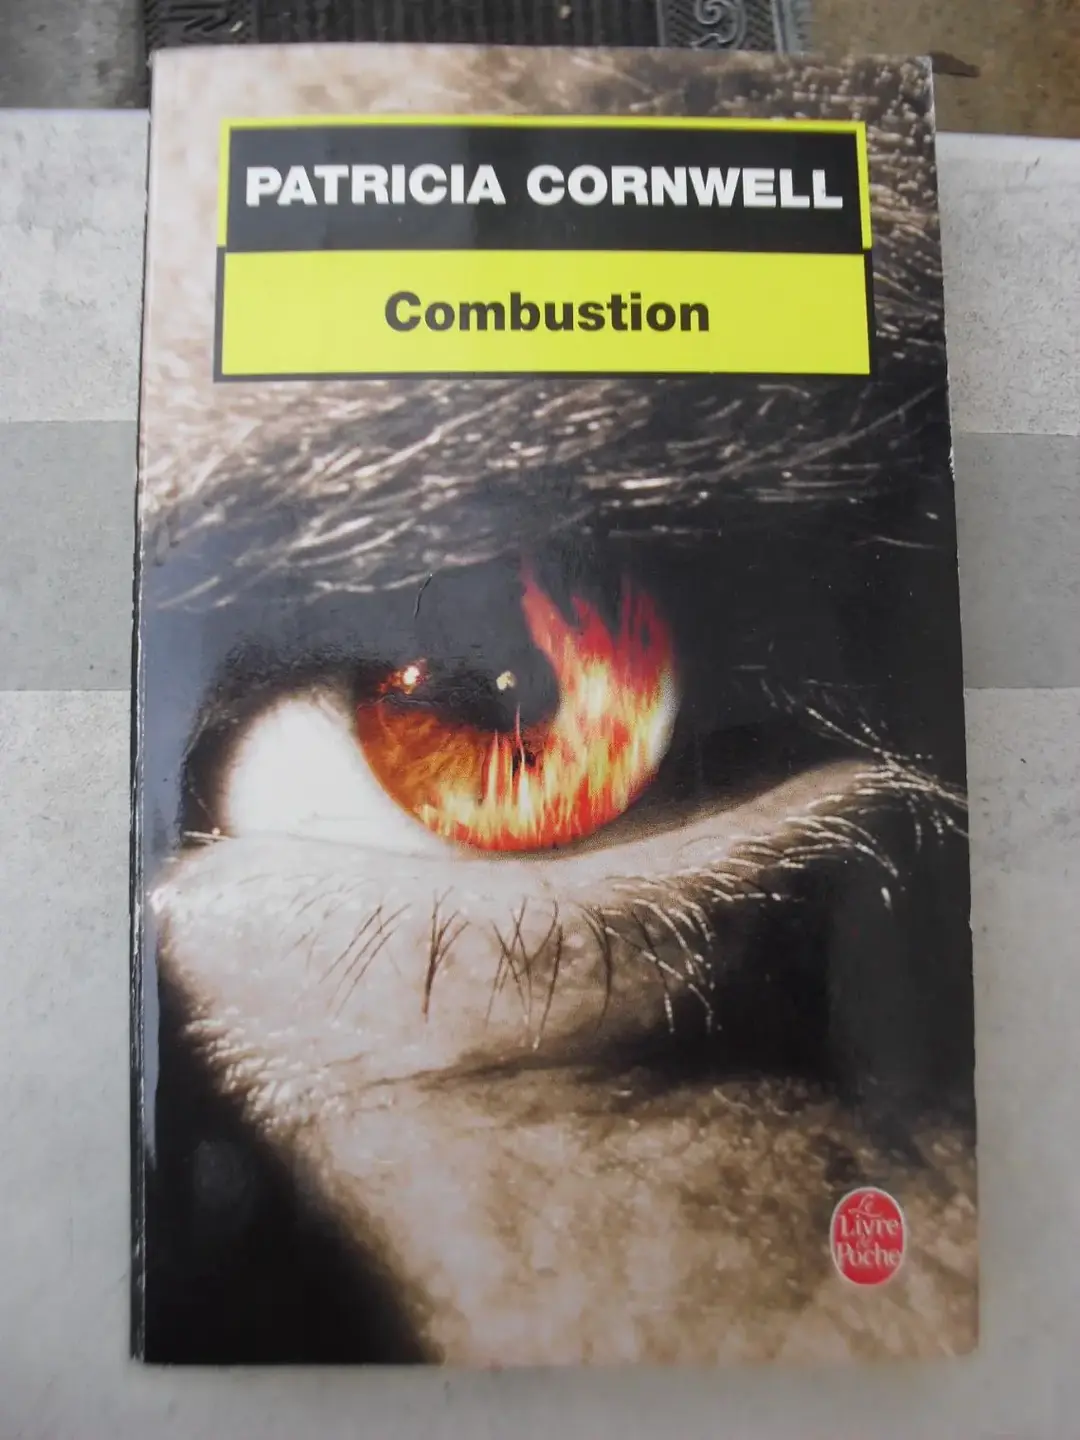 PATRICIA CORNWELL
Combustion
Le
Livre
de
Poche